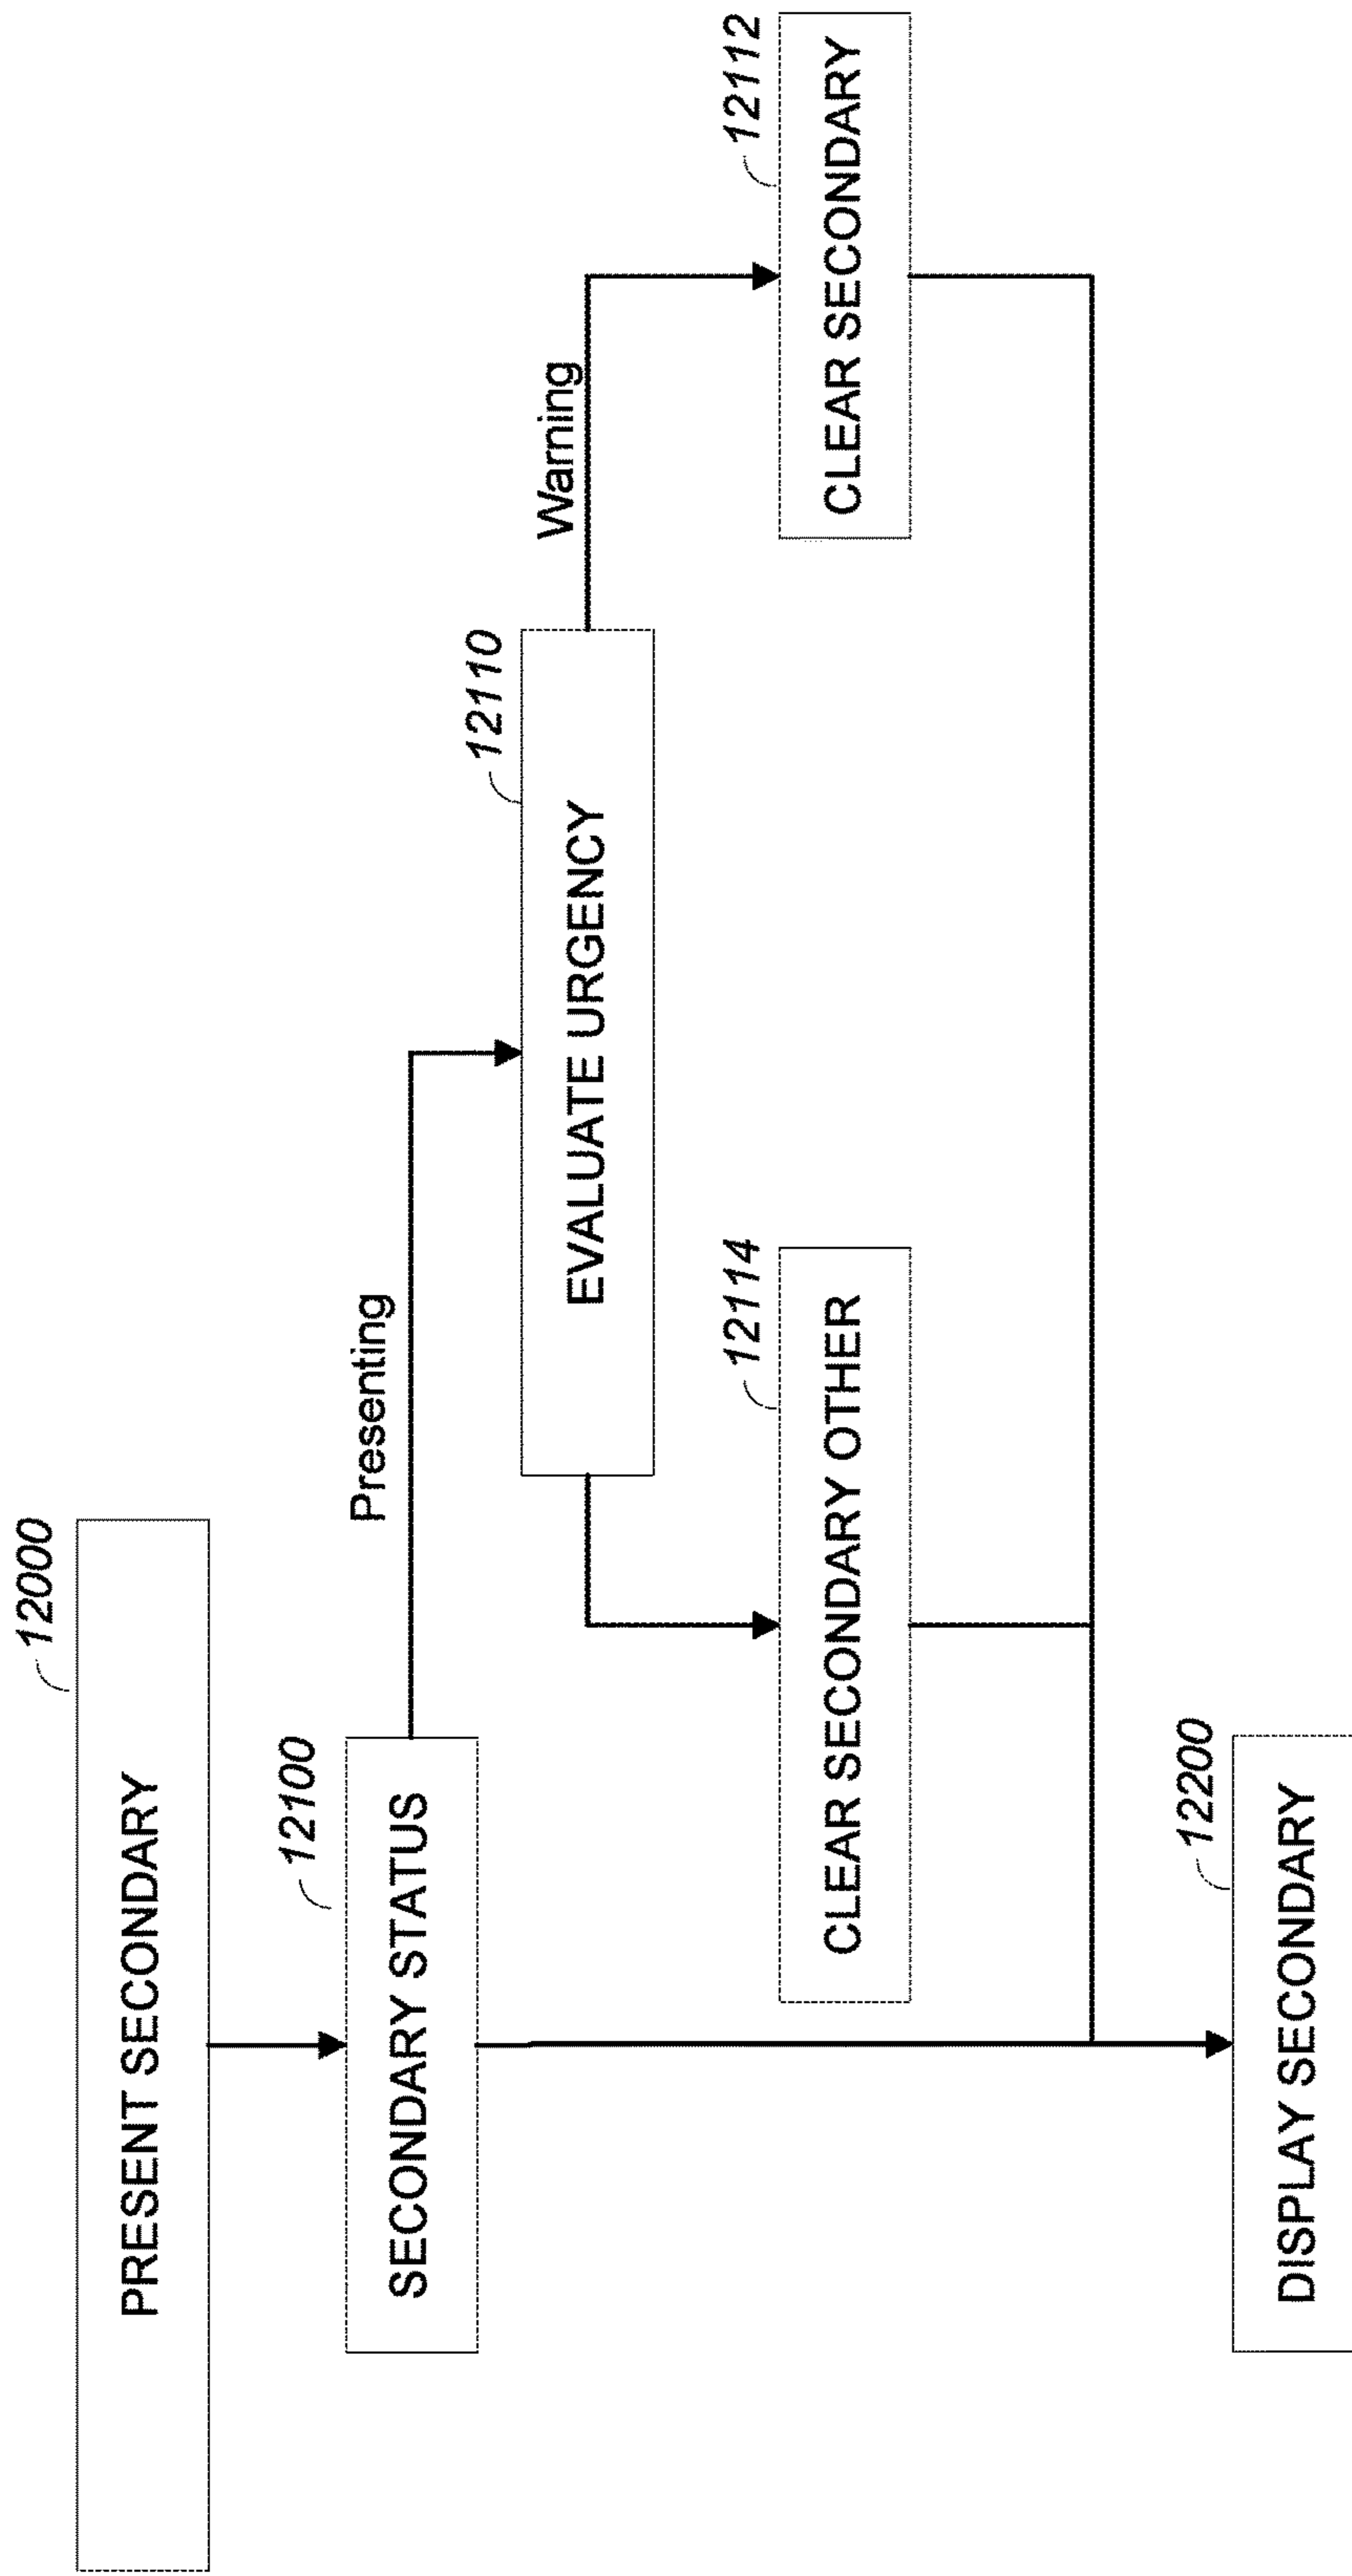 12000
PRESENT SECONDARY
12100
SECONDARY STATUS
Presenting
12110
EVALUATE URGENCY
Warning
12114
CLEAR SECONDARY OTHER
12112
CLEAR SECONDARY
12200
DISPLAY SECONDARY